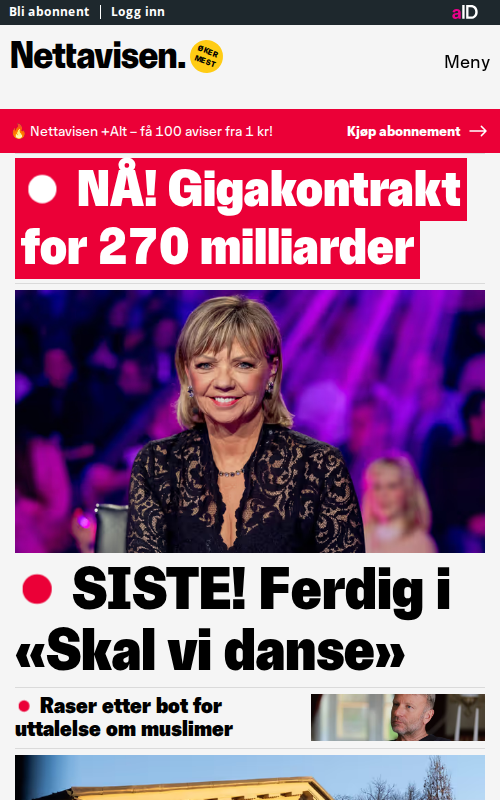 Bli abonnent | Logg inn
aID
Nettavisen.
ØKER
MEST
Meny
🔥 Nettavisen +Alt – få 100 aviser fra 1 kr!
Kjøp abonnement →
NÅ! Gigakontrakt
for 270 milliarder
SISTE! Ferdig i
«Skal vi danse»
Raser etter bot for
uttalelse om muslimer